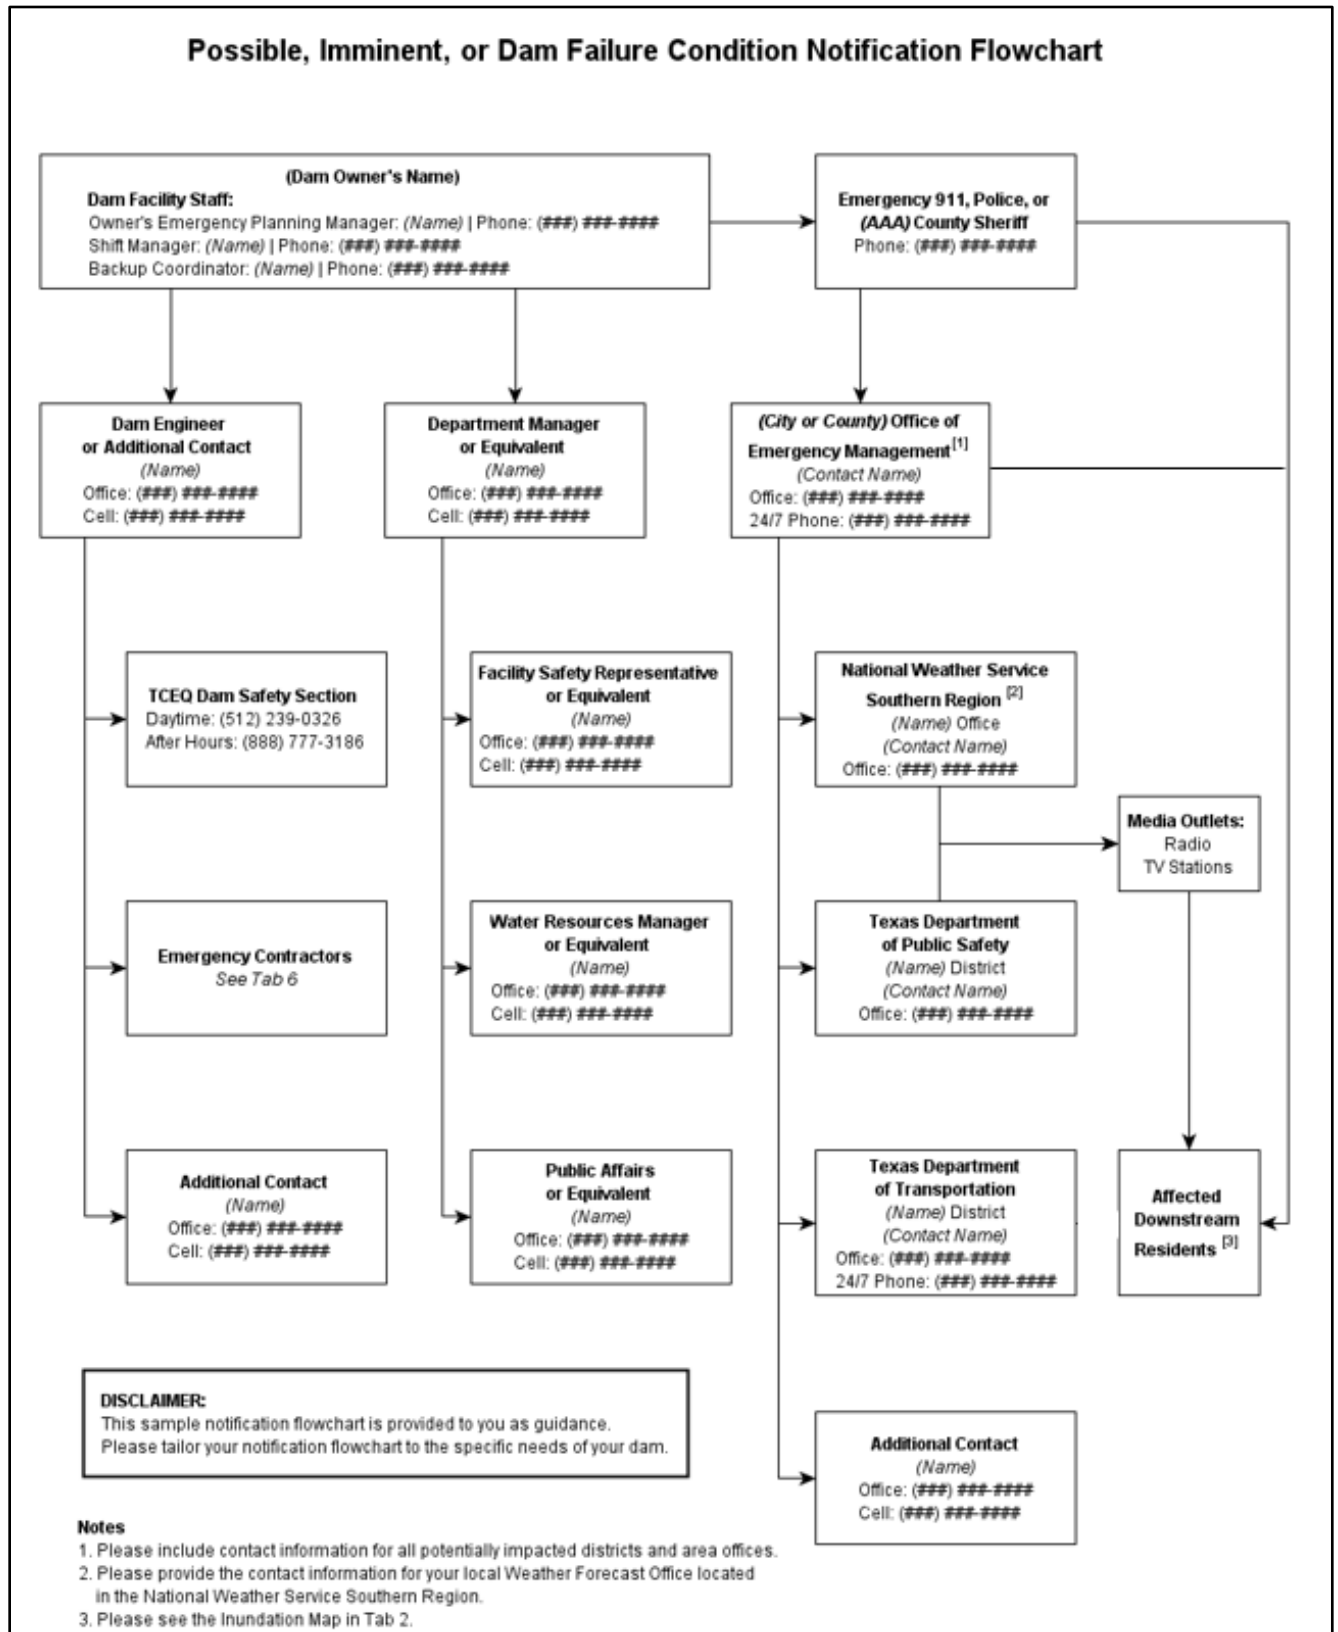 Possible, Imminent, or Dam Failure Condition Notification Flowchart
(Dam Owner's Name)
Dam Facility Staff:
Owner's Emergency Planning Manager: (Name) | Phone: (###) ###-####
Shift Manager: (Name) | Phone: (###) ###-####
Backup Coordinator: (Name) | Phone: (###) ###-####
Emergency 911, Police, or
(AAA) County Sheriff
Phone: (###) ###-####
Dam Engineer
or Additional Contact
(Name)
Office: (###) ###-####
Cell: (###) ###-####
Department Manager
or Equivalent
(Name)
Office: (###) ###-####
Cell: (###) ###-####
(City or County) Office of
Emergency Management[1]
(Contact Name)
Office: (###) ###-####
24/7 Phone: (###) ###-####
TCEQ Dam Safety Section
Daytime: (512) 239-0326
After Hours: (888) 777-3186
Facility Safety Representative
or Equivalent
(Name)
Office: (###) ###-####
Cell: (###) ###-####
National Weather Service
Southern Region [2]
(Name) Office
(Contact Name)
Office: (###) ###-####
Media Outlets:
Radio
TV Stations
Emergency Contractors
See Tab 6
Water Resources Manager
or Equivalent
(Name)
Office: (###) ###-####
Cell: (###) ###-####
Texas Department
of Public Safety
(Name) District
(Contact Name)
Office: (###) ###-####
Additional Contact
(Name)
Office: (###) ###-####
Cell: (###) ###-####
Public Affairs
or Equivalent
(Name)
Office: (###) ###-####
Cell: (###) ###-####
Texas Department
of Transportation
(Name) District
(Contact Name)
Office: (###) ###-####
24/7 Phone: (###) ###-####
Affected
Downstream
Residents [3]
DISCLAIMER:
This sample notification flowchart is provided to you as guidance.
Please tailor your notification flowchart to the specific needs of your dam.
Additional Contact
(Name)
Office: (###) ###-####
Cell: (###) ###-####
Notes
1. Please include contact information for all potentially impacted districts and area offices.
2. Please provide the contact information for your local Weather Forecast Office located
in the National Weather Service Southern Region.
3. Please see the Inundation Map in Tab 2.